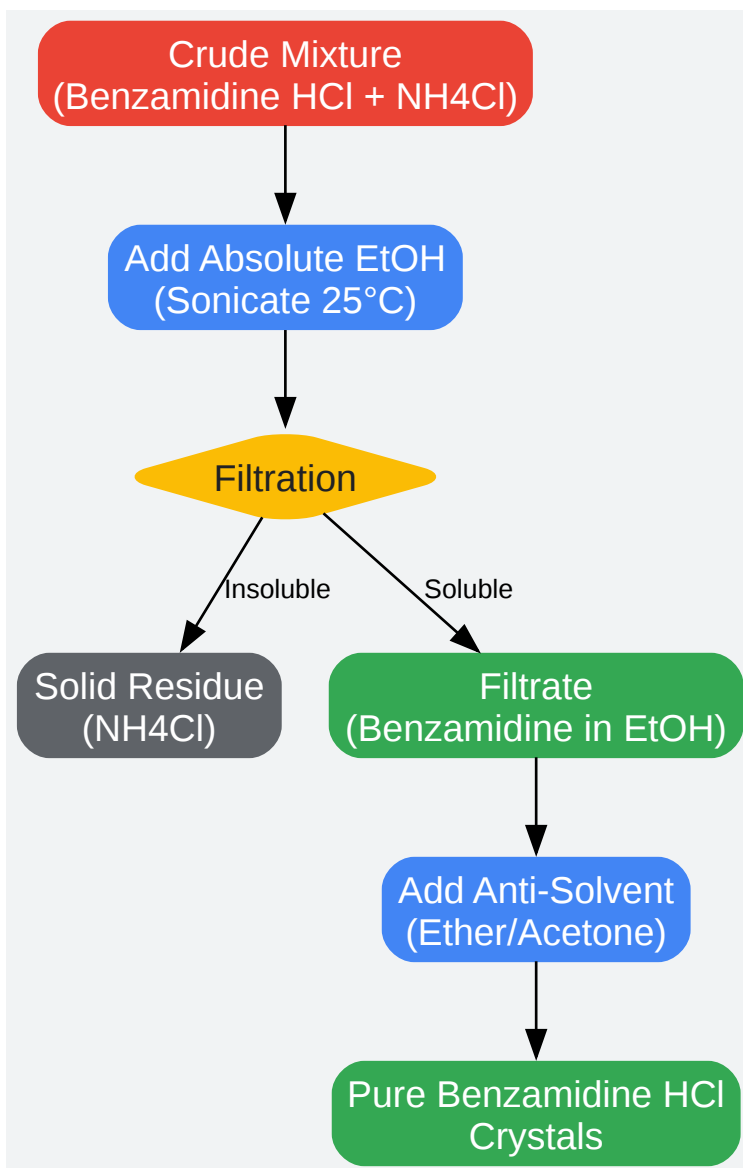 Crude Mixture
(Benzamidine HCl + NH4Cl)
Add Absolute EtOH
(Sonicate 25°C)
Filtration
Insoluble
Soluble
Solid Residue
(NH4Cl)
Filtrate
(Benzamidine in EtOH)
Add Anti-Solvent
(Ether/Acetone)
Pure Benzamidine HCl
Crystals